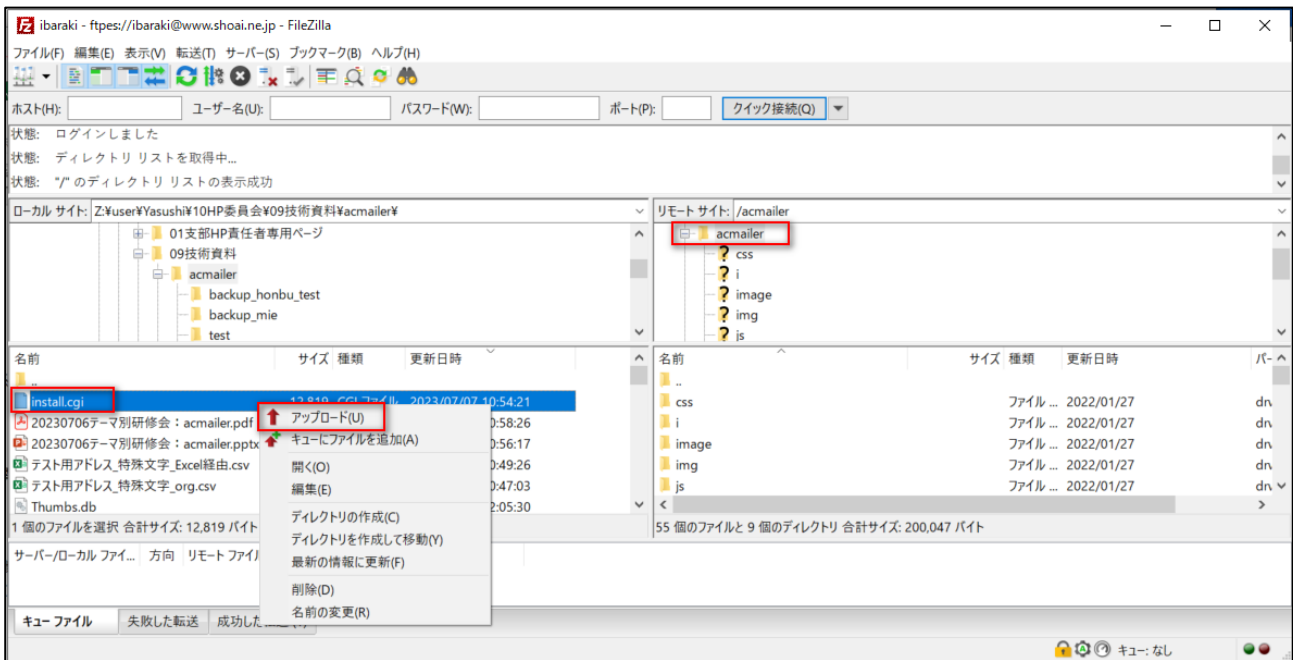 ibaraki - ftpes://ibaraki@www.shoai.ne.jp - FileZilla
ファイル(F) 編集(E) 表示(V) 転送(T) サーバー(S) ブックマーク(B) ヘルプ(H)
ホスト(H): ユーザー名(U): パスワード(W): ポート(P): クイック接続(Q)
状態: ログインしました
状態: ディレクトリ リストを取得中...
状態: "/" のディレクトリ リストの表示成功
ローカル サイト: Z:¥user¥Yasushi¥10HP委員会¥09技術資料¥acmailer¥
01支部HP責任者専用ページ
09技術資料
acmailer
backup_honbu_test
backup_mie
test
リモート サイト: /acmailer
acmailer
css
i
image
img
js
名前 サイズ 種類 更新日時
..
install.cgi 12,819 CGI ファイル 2023/07/07 10:54:21
20230706テーマ別研修会:acmailer.pdf 0:58:26
20230706テーマ別研修会:acmailer.pptx 0:56:17
テスト用アドレス_特殊文字_Excel経由.csv 0:49:26
テスト用アドレス_特殊文字_org.csv 0:47:03
Thumbs.db 2:05:30
1 個のファイルを選択 合計サイズ: 12,819 バイト
アップロード(U)
キューにファイルを追加(A)
開く(O)
編集(E)
ディレクトリの作成(C)
ディレクトリを作成して移動(Y)
最新の情報に更新(F)
削除(D)
名前の変更(R)
名前 サイズ 種類 更新日時 パー
..
css ファイル ... 2022/01/27
i ファイル ... 2022/01/27
image ファイル ... 2022/01/27
img ファイル ... 2022/01/27
js ファイル ... 2022/01/27
55 個のファイルと 9 個のディレクトリ 合計サイズ: 200,047 バイト
サーバー/ローカル ファイ... 方向 リモート ファイル
キュー ファイル 失敗した転送 成功した
キュー: なし